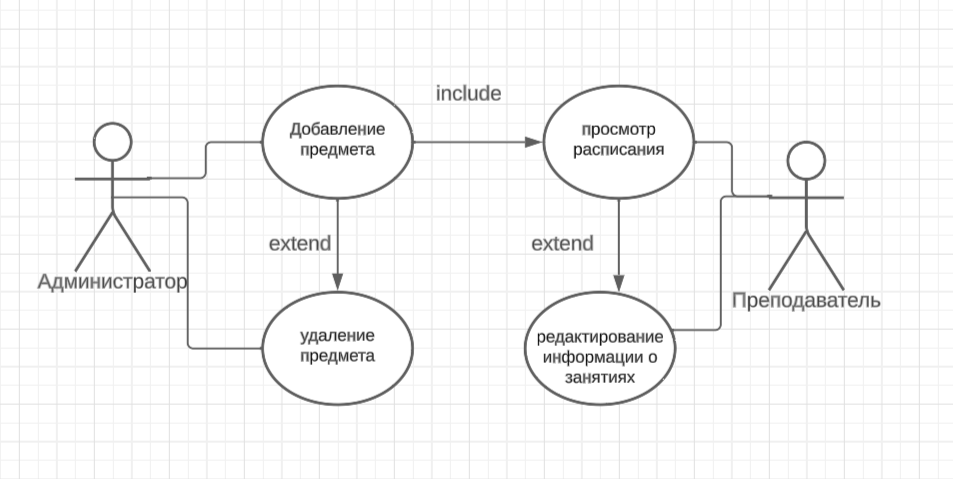 include
Добавление
предмета
просмотр
расписания
extend
extend
Администратор
Преподаватель
удаление
предмета
редактирование
информации о
занятиях